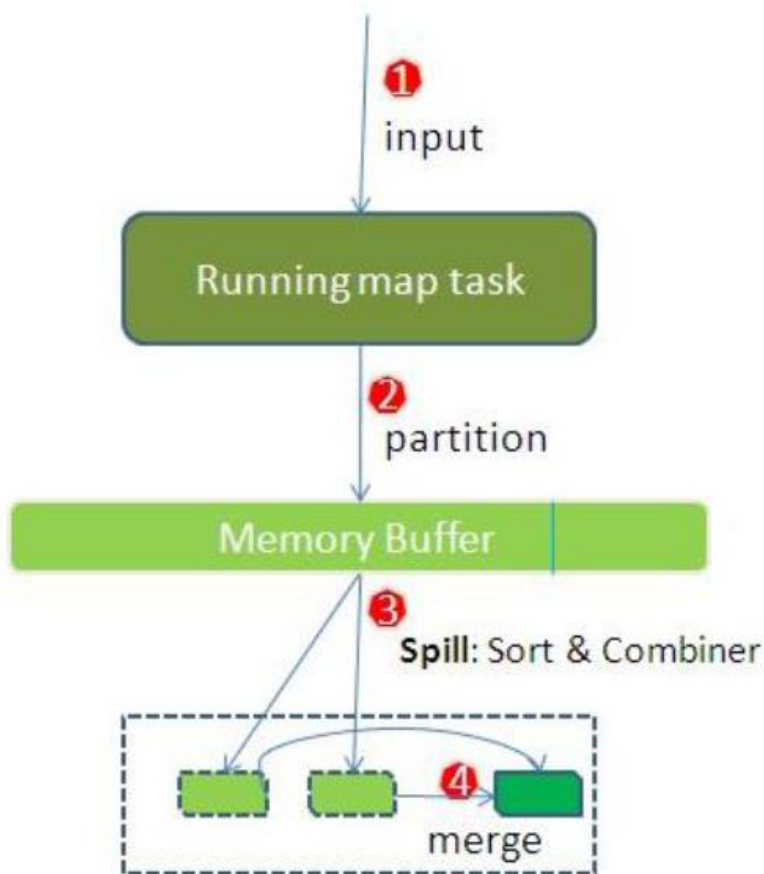 1
input
Running map task
2
partition
Memory Buffer
3
Spill: Sort & Combiner
4
merge